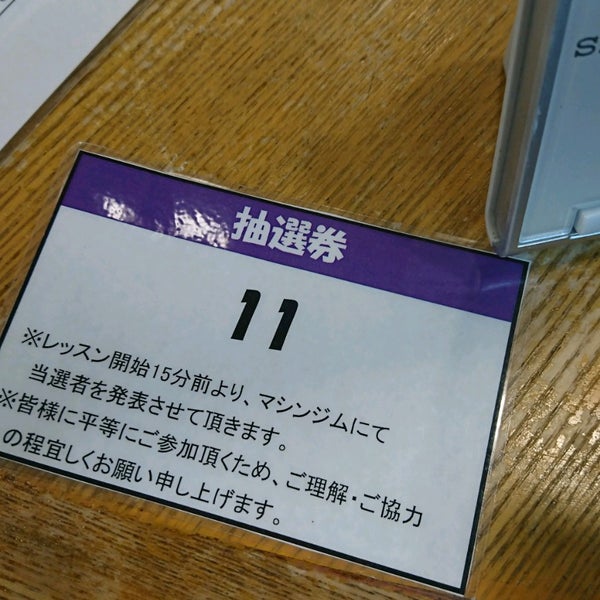 抽選券
11
※レッスン開始15分前より、マシンジムにて
当選者を発表させて頂きます。
※皆様に平等にご参加頂くため、ご理解・ご協力
の程宜しくお願い申し上げます。